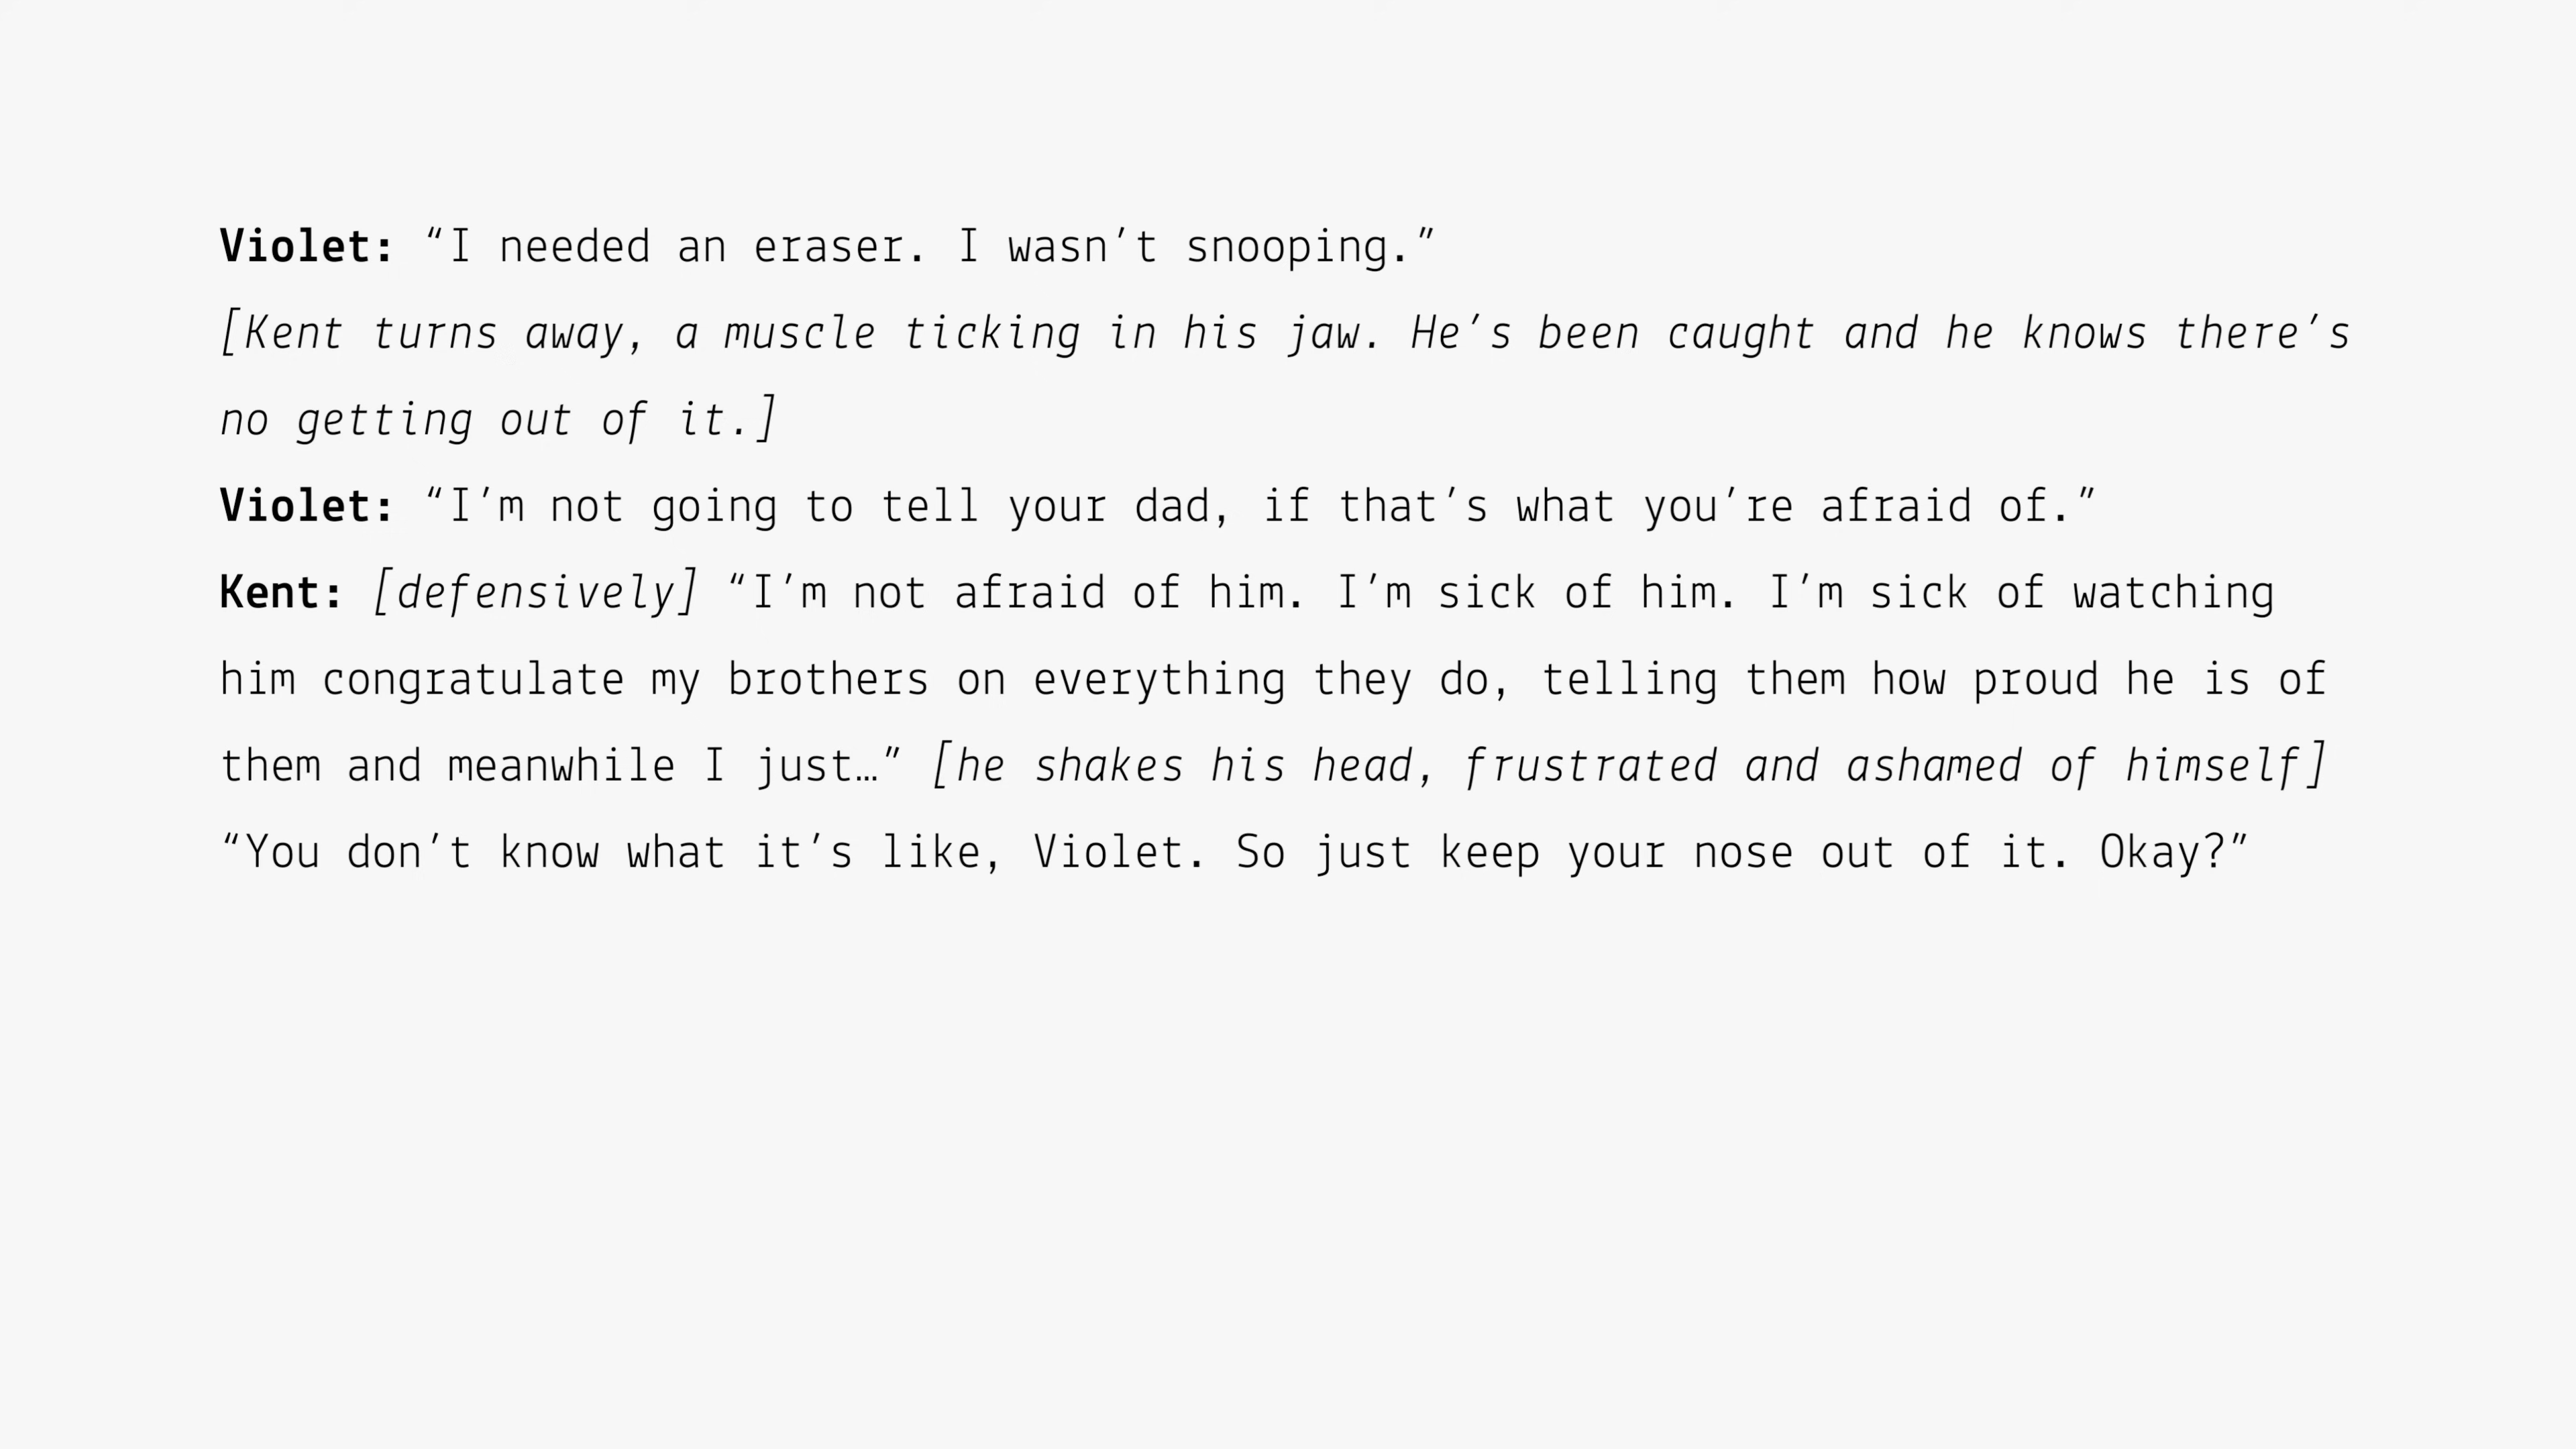 Violet: “I needed an eraser. I wasn’t snooping.”
[Kent turns away, a muscle ticking in his jaw. He’s been caught and he knows there’s
no getting out of it.]
Violet: “I’m not going to tell your dad, if that’s what you’re afraid of.”
Kent: [defensively] “I’m not afraid of him. I’m sick of him. I’m sick of watching
him congratulate my brothers on everything they do, telling them how proud he is of
them and meanwhile I just…” [he shakes his head, frustrated and ashamed of himself]
“You don’t know what it’s like, Violet. So just keep your nose out of it. Okay?”